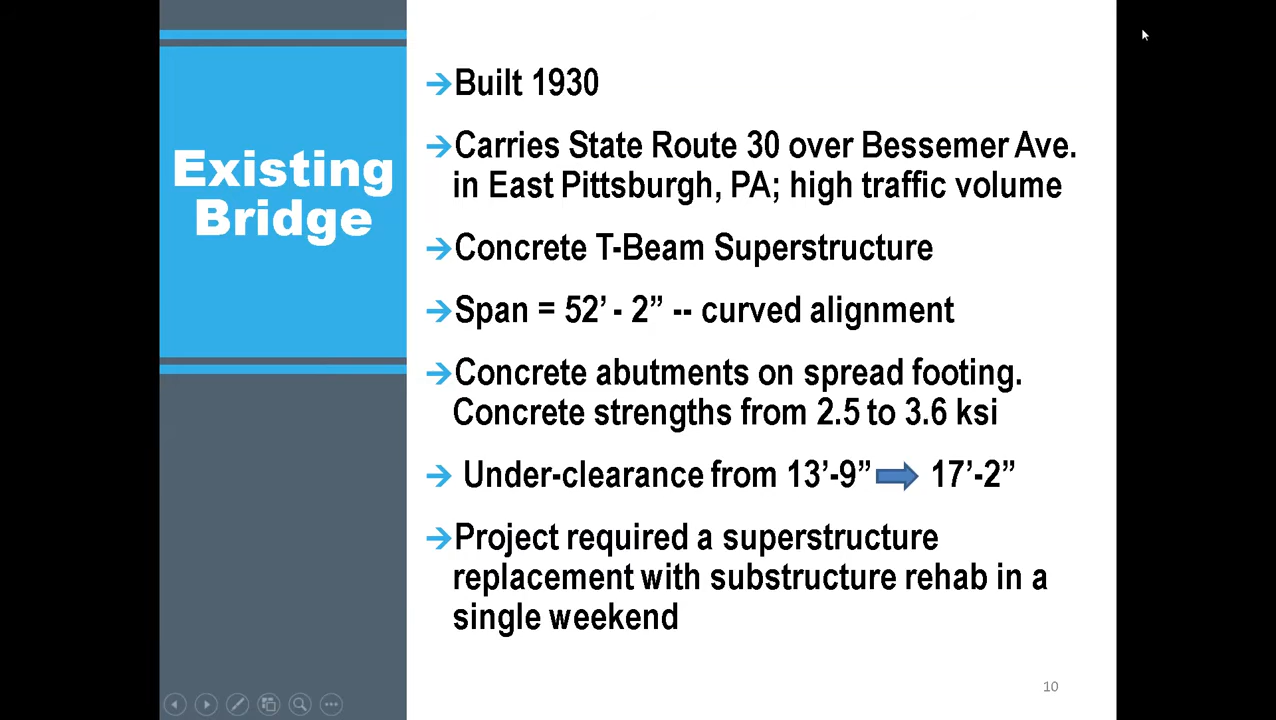 Existing
Bridge
Built 1930
Carries State Route 30 over Bessemer Ave.
in East Pittsburgh, PA; high traffic volume
Concrete T-Beam Superstructure
Span = 52’ - 2” -- curved alignment
Concrete abutments on spread footing.
Concrete strengths from 2.5 to 3.6 ksi
Under-clearance from 13’-9” 17’-2”
Project required a superstructure
replacement with substructure rehab in a
single weekend
10